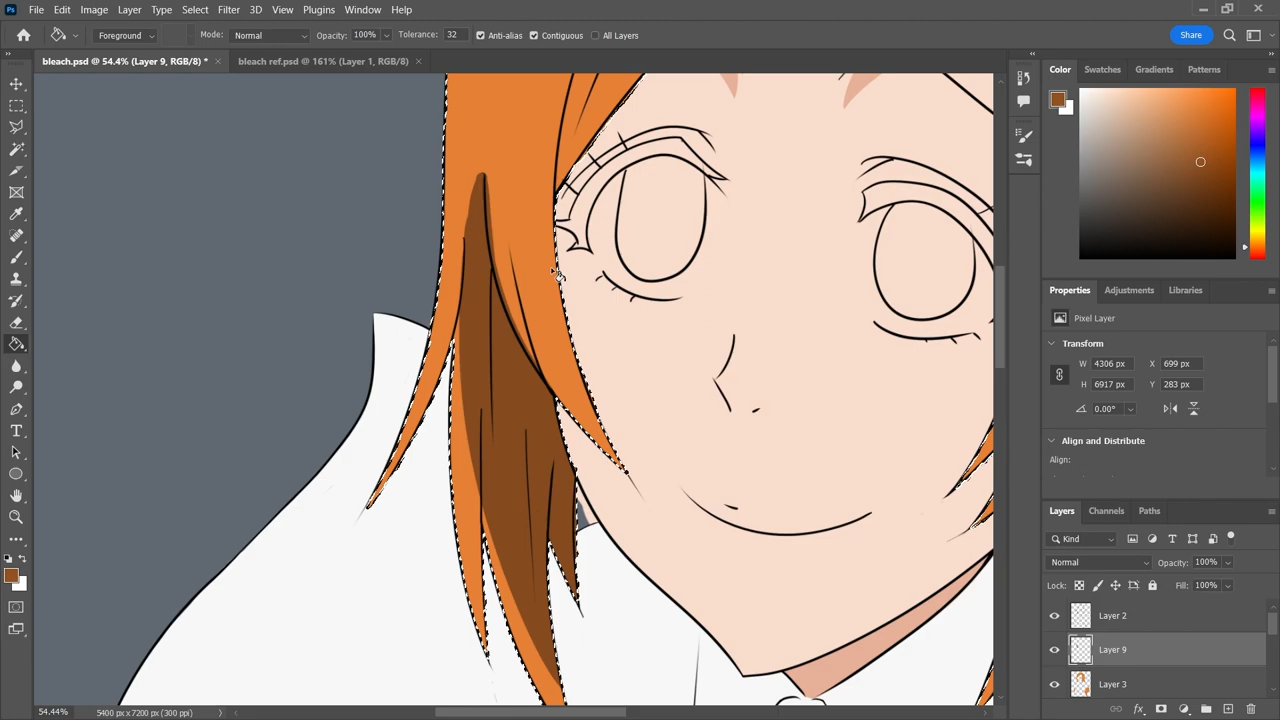 Ps File Edit Image Layer Type Select Filter 3D View Plugins Window Help
Foreground Mode: Normal Opacity: 100% Tolerance: 32 Anti-alias Contiguous All Layers Share
bleach.psd @ 54.4% (Layer 9, RGB/8) * × bleach ref.psd @ 161% (Layer 1, RGB/8) ×
Color Swatches Gradients Patterns
Properties Adjustments Libraries
Pixel Layer
Transform
W 4306 px X 699 px
H 6917 px Y 283 px
0.00°
Align and Distribute
Align:
Layers Channels Paths
Kind
Normal Opacity: 100%
Lock: Fill: 100%
Layer 2
Layer 9
Layer 3
fx
54.44% 5400 px x 7200 px (300 ppi)